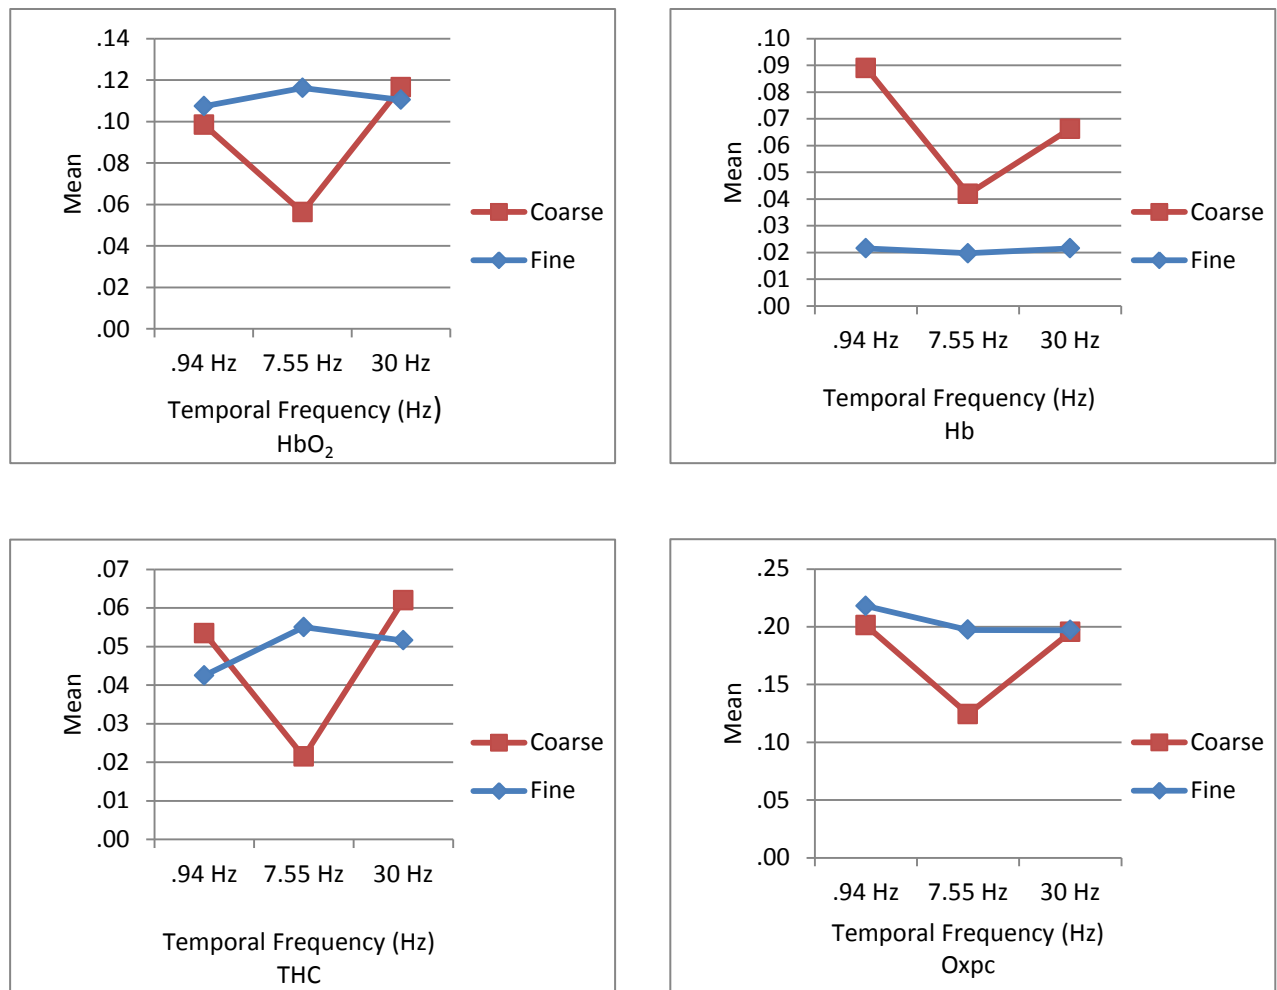 .14
.12
.10
.08
.06
.04
.02
.00
Mean
.94 Hz 7.55 Hz 30 Hz
Temporal Frequency (Hz)
HbO₂
Coarse
Fine
.10
.09
.08
.07
.06
.05
.04
.03
.02
.01
.00
Mean
.94 Hz 7.55 Hz 30 Hz
Temporal Frequency (Hz)
Hb
Coarse
Fine
.07
.06
.05
.04
.03
.02
.01
.00
Mean
.94 Hz 7.55 Hz 30 Hz
Temporal Frequency (Hz)
THC
Coarse
Fine
.25
.20
.15
.10
.05
.00
Mean
.94 Hz 7.55 Hz 30 Hz
Temporal Frequency (Hz)
Oxpc
Coarse
Fine